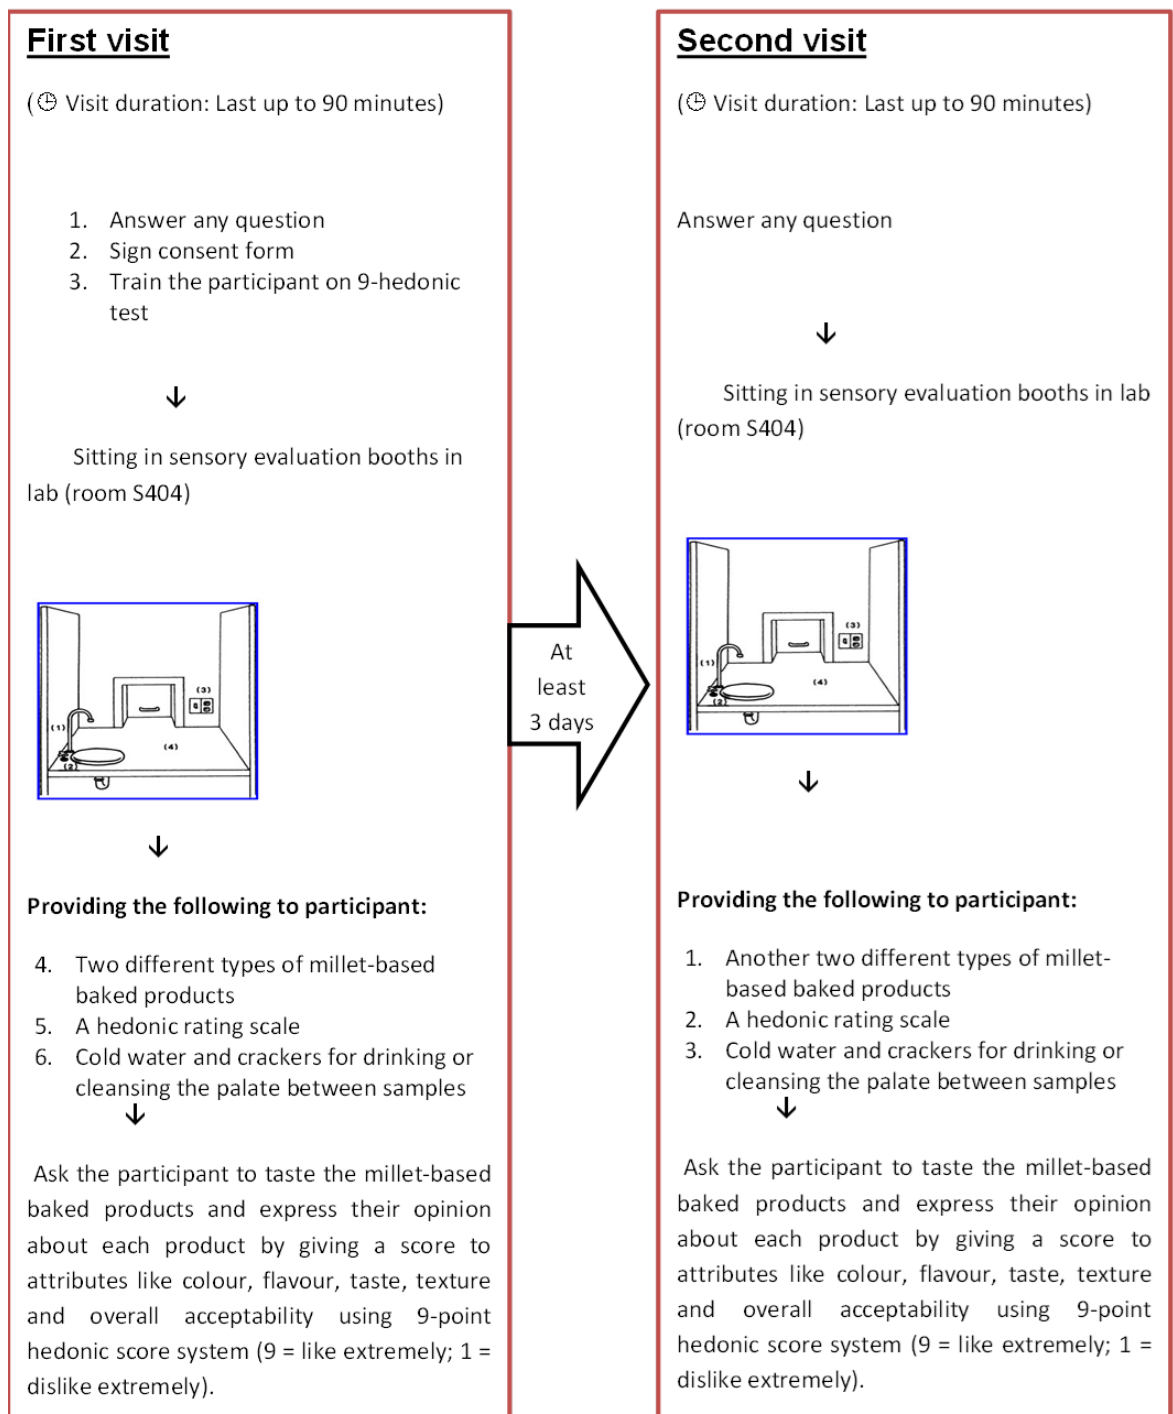 First visit
(🕒 Visit duration: Last up to 90 minutes)
1. Answer any question
2. Sign consent form
3. Train the participant on 9-hedonic
test
↓
Sitting in sensory evaluation booths in
lab (room S404)
(3)
(1)
(4)
(2)
↓
Providing the following to participant:
4. Two different types of millet-based
baked products
5. A hedonic rating scale
6. Cold water and crackers for drinking or
cleansing the palate between samples
↓
Ask the participant to taste the millet-based
baked products and express their opinion
about each product by giving a score to
attributes like colour, flavour, taste, texture
and overall acceptability using 9-point
hedonic score system (9 = like extremely; 1 =
dislike extremely).
At
least
3 days
Second visit
(🕒 Visit duration: Last up to 90 minutes)
Answer any question
↓
Sitting in sensory evaluation booths in lab
(room S404)
(3)
(1)
(4)
(2)
↓
Providing the following to participant:
1. Another two different types of millet-
based baked products
2. A hedonic rating scale
3. Cold water and crackers for drinking or
cleansing the palate between samples
↓
Ask the participant to taste the millet-based
baked products and express their opinion
about each product by giving a score to
attributes like colour, flavour, taste, texture
and overall acceptability using 9-point
hedonic score system (9 = like extremely; 1 =
dislike extremely).